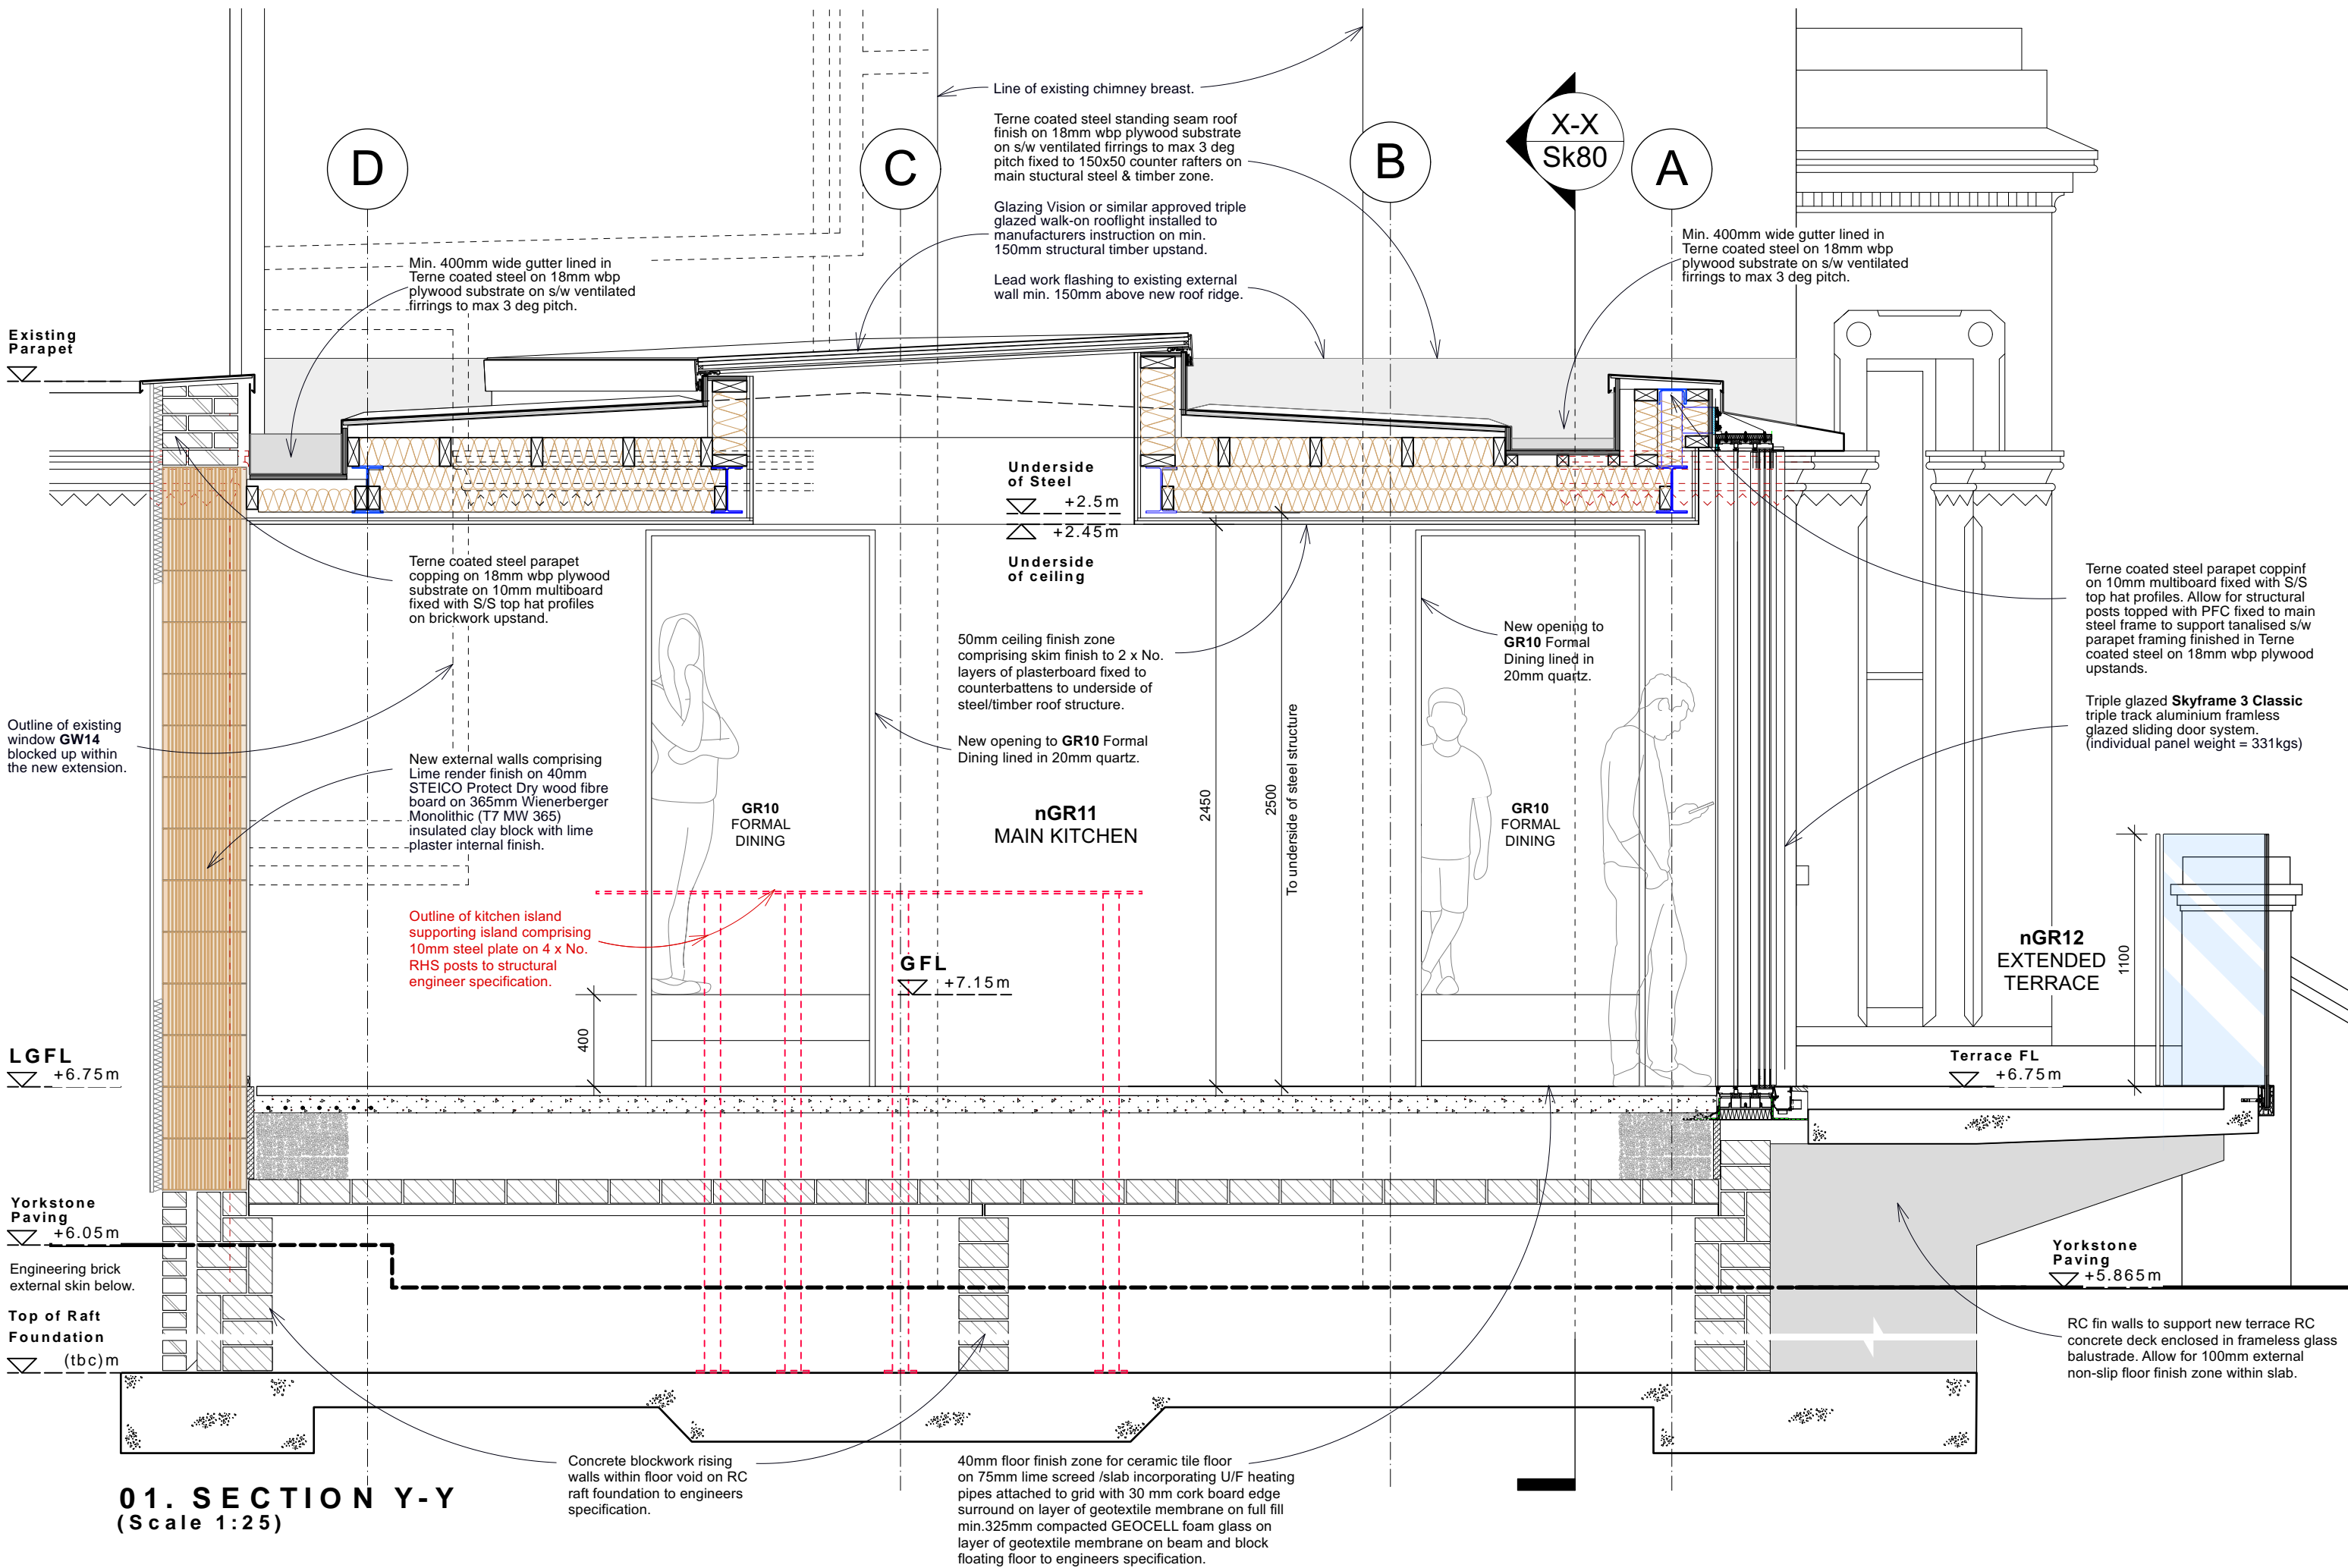 Line of existing chimney breast.
Terne coated steel standing seam roof
finish on 18mm wbp plywood substrate
on s/w ventilated firrings to max 3 deg
pitch fixed to 150x50 counter rafters on
main stuctural steel & timber zone.
Glazing Vision or similar approved triple
glazed walk-on rooflight installed to
manufacturers instruction on min.
150mm structural timber upstand.
Lead work flashing to existing external
wall min. 150mm above new roof ridge.
D
C
B
X-X
Sk80
A
Min. 400mm wide gutter lined in
Terne coated steel on 18mm wbp
plywood substrate on s/w ventilated
firrings to max 3 deg pitch.
Min. 400mm wide gutter lined in
Terne coated steel on 18mm wbp
plywood substrate on s/w ventilated
firrings to max 3 deg pitch.
Existing
Parapet
Underside
of Steel
+2.5m
+2.45m
Underside
of ceiling
Terne coated steel parapet
copping on 18mm wbp plywood
substrate on 10mm multiboard
fixed with S/S top hat profiles
on brickwork upstand.
50mm ceiling finish zone
comprising skim finish to 2 x No.
layers of plasterboard fixed to
counterbattens to underside of
steel/timber roof structure.
New opening to
GR10 Formal
Dining lined in
20mm quartz.
Terne coated steel parapet coppinf
on 10mm multiboard fixed with S/S
top hat profiles. Allow for structural
posts topped with PFC fixed to main
steel frame to support tanalised s/w
parapet framing finished in Terne
coated steel on 18mm wbp plywood
upstands.
Triple glazed Skyframe 3 Classic
triple track aluminium framless
glazed sliding door system.
(individual panel weight = 331kgs)
Outline of existing
window GW14
blocked up within
the new extension.
New external walls comprising
Lime render finish on 40mm
STEICO Protect Dry wood fibre
board on 365mm Wienerberger
Monolithic (T7 MW 365)
insulated clay block with lime
plaster internal finish.
New opening to GR10 Formal
Dining lined in 20mm quartz.
GR10
FORMAL
DINING
nGR11
MAIN KITCHEN
2450
2500
To underside of steel structure
GR10
FORMAL
DINING
Outline of kitchen island
supporting island comprising
10mm steel plate on 4 x No.
RHS posts to structural
engineer specification.
GFL
+7.15m
400
nGR12
EXTENDED
TERRACE
1100
LGFL
+6.75m
Terrace FL
+6.75m
Yorkstone
Paving
+6.05m
Engineering brick
external skin below.
Top of Raft
Foundation
(tbc)m
Yorkstone
Paving
+5.865m
RC fin walls to support new terrace RC
concrete deck enclosed in frameless glass
balustrade. Allow for 100mm external
non-slip floor finish zone within slab.
Concrete blockwork rising
walls within floor void on RC
raft foundation to engineers
specification.
40mm floor finish zone for ceramic tile floor
on 75mm lime screed /slab incorporating U/F heating
pipes attached to grid with 30 mm cork board edge
surround on layer of geotextile membrane on full fill
min.325mm compacted GEOCELL foam glass on
layer of geotextile membrane on beam and block
floating floor to engineers specification.
01. SECTION Y-Y
(Scale 1:25)